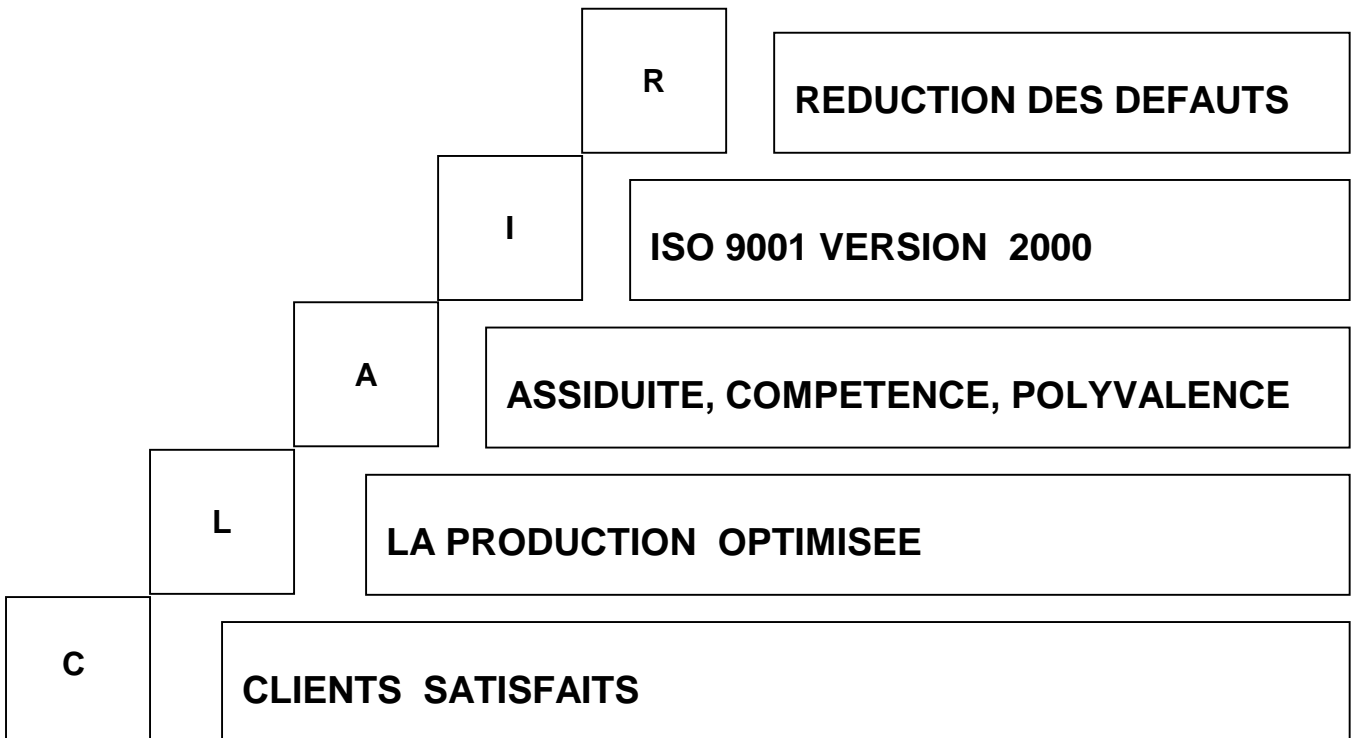 R
REDUCTION DES DEFAUTS
I
ISO 9001 VERSION 2000
A
ASSIDUITE, COMPETENCE, POLYVALENCE
L
LA PRODUCTION OPTIMISEE
C
CLIENTS SATISFAITS